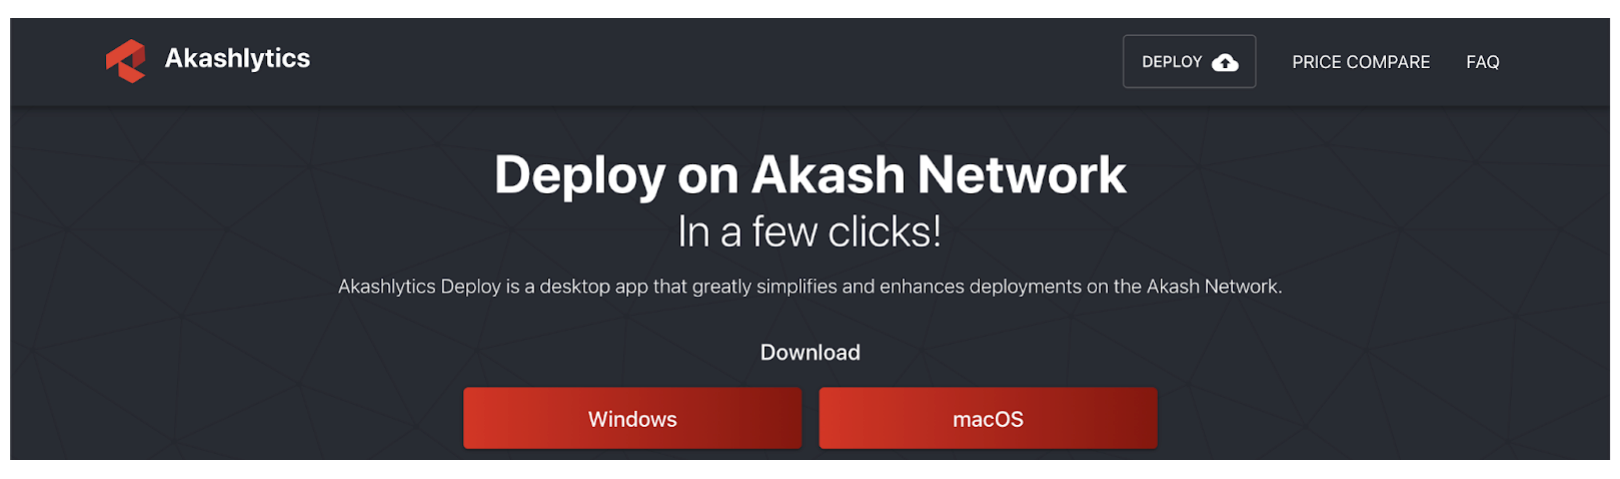 Akashlytics
DEPLOY
PRICE COMPARE
FAQ
Deploy on Akash Network
In a few clicks!
Akashlytics Deploy is a desktop app that greatly simplifies and enhances deployments on the Akash Network.
Download
Windows
macOS